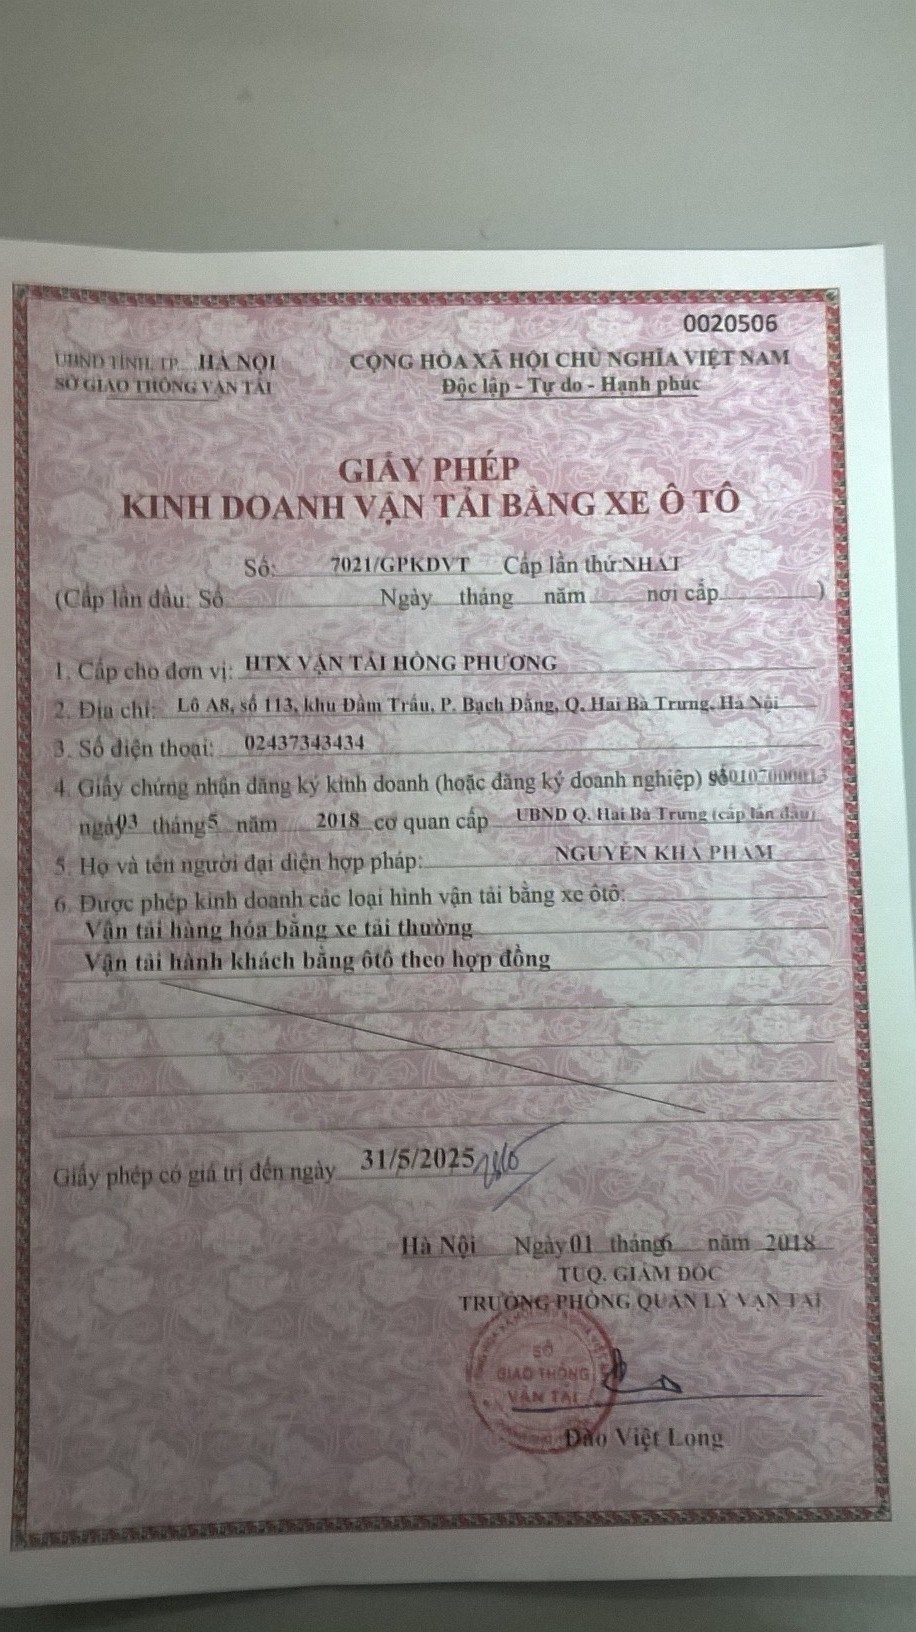 0020506
UBND TỈNH, TP... HÀ NỘI
SỞ GIAO THÔNG VẬN TẢI
CỘNG HÒA XÃ HỘI CHỦ NGHĨA VIỆT NAM
Độc lập - Tự do - Hạnh phúc
GIẤY PHÉP
KINH DOANH VẬN TẢI BẰNG XE Ô TÔ
Số: 7021/GPKDVT Cấp lần thứ: NHẤT
(Cấp lần đầu: Số Ngày tháng năm nơi cấp )
1. Cấp cho đơn vị: HTX VẬN TẢI HỒNG PHƯƠNG
2. Địa chỉ: Lô A8, số 113, khu Đầm Trấu, P. Bạch Đằng, Q. Hai Bà Trưng, Hà Nội
3. Số điện thoại: 02437343434
4. Giấy chứng nhận đăng ký kinh doanh (hoặc đăng ký doanh nghiệp) số
ngày 03 tháng 5 năm 2018 cơ quan cấp UBND Q. Hai Bà Trưng (cấp lần đầu)
5. Họ và tên người đại diện hợp pháp: NGUYỄN KHẢ PHÀM
6. Được phép kinh doanh các loại hình vận tải bằng xe ôtô:
Vận tải hàng hóa bằng xe tải thường
Vận tải hành khách bằng ôtô theo hợp đồng
Giấy phép có giá trị đến ngày 31/5/2025
Hà Nội Ngày 01 tháng 6 năm 2018
TUQ. GIÁM ĐỐC
TRƯỞNG PHÒNG QUẢN LÝ VẬN TẢI
SỞ
GIAO THÔNG
VẬN TẢI
Đào Việt Long